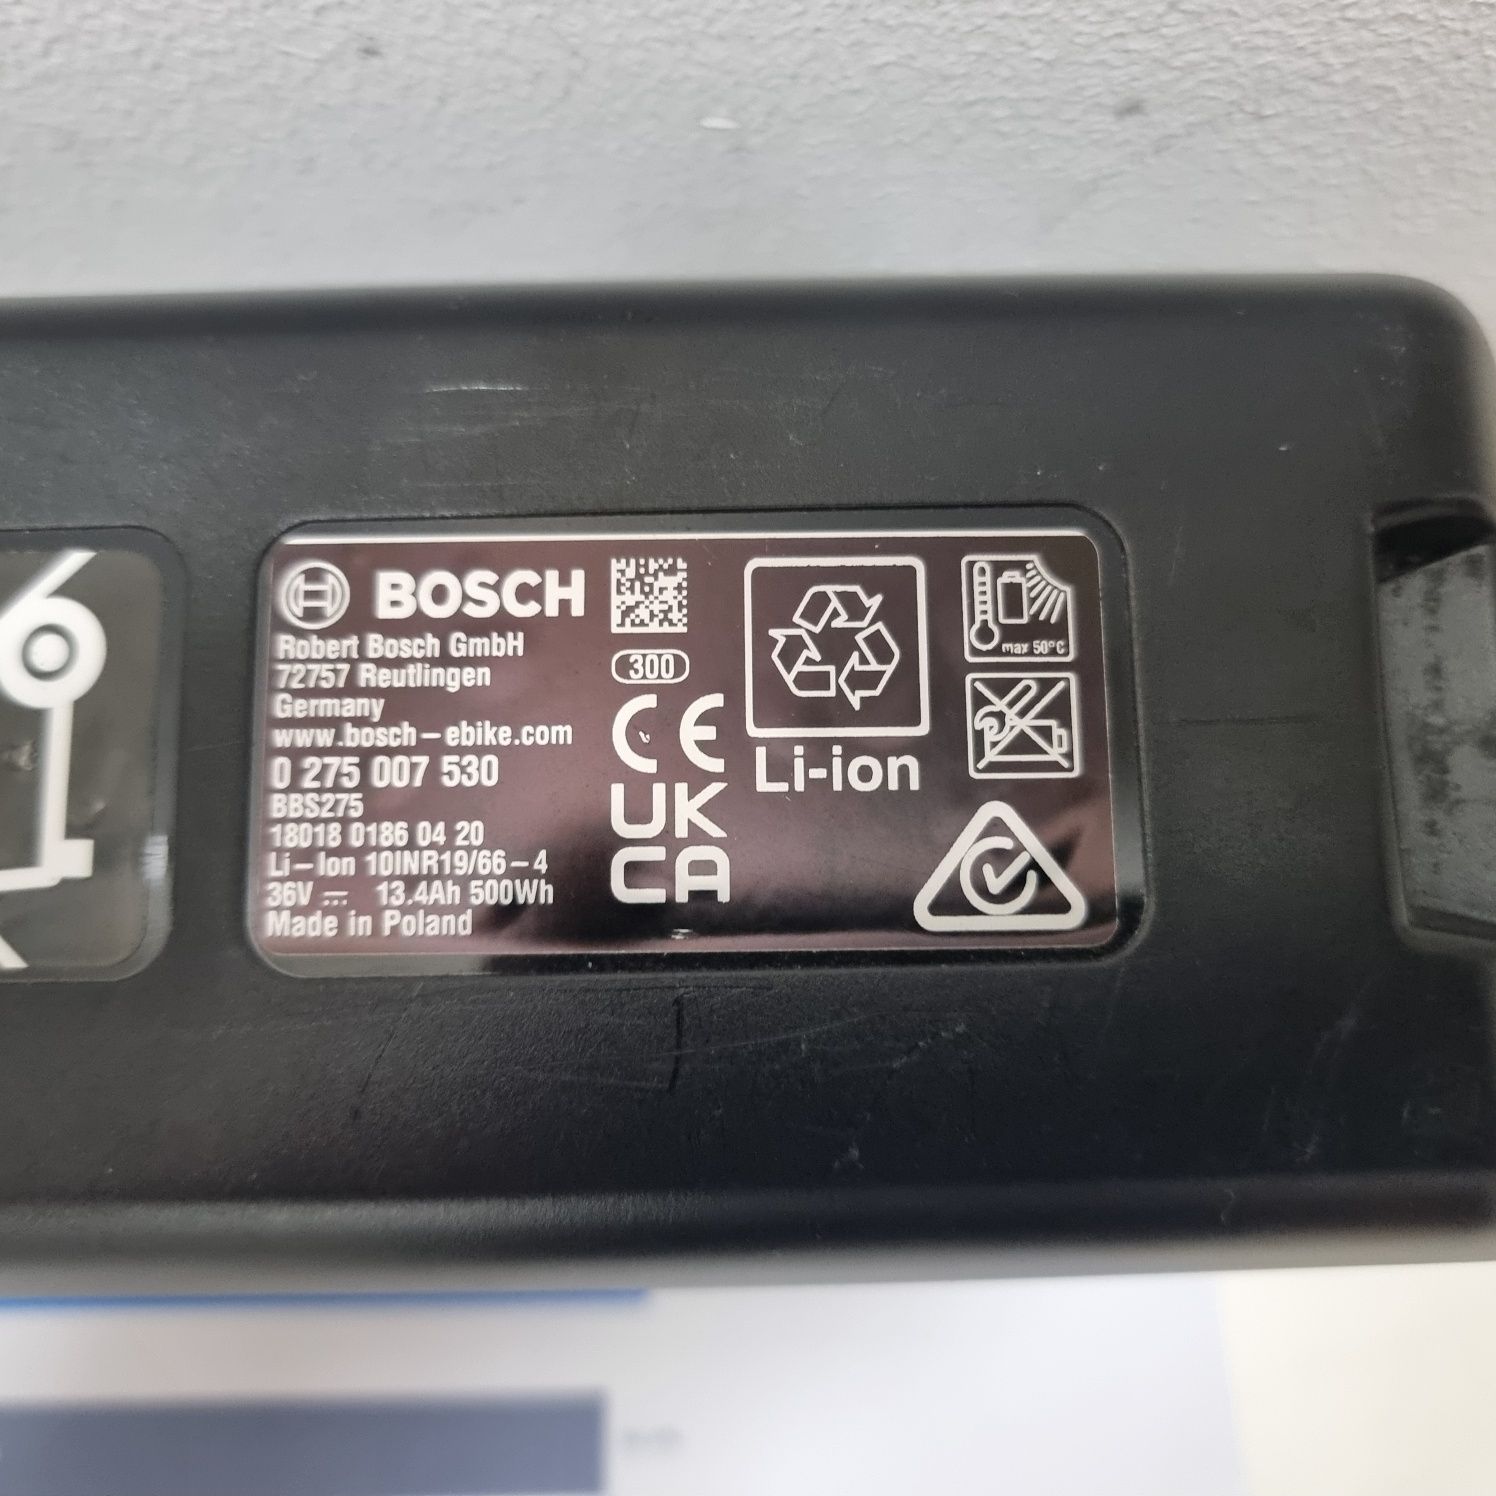 BOSCH
Robert Bosch GmbH
72757 Reutlingen
Germany
www.bosch-ebike.com
0 275 007 530
BBS275
18018 0186 04 20
Li-Ion 10INR19/66-4
36V ⎓ 13.4Ah 500Wh
Made in Poland
300
CE
UK
CA
Li-ion
max 50°C